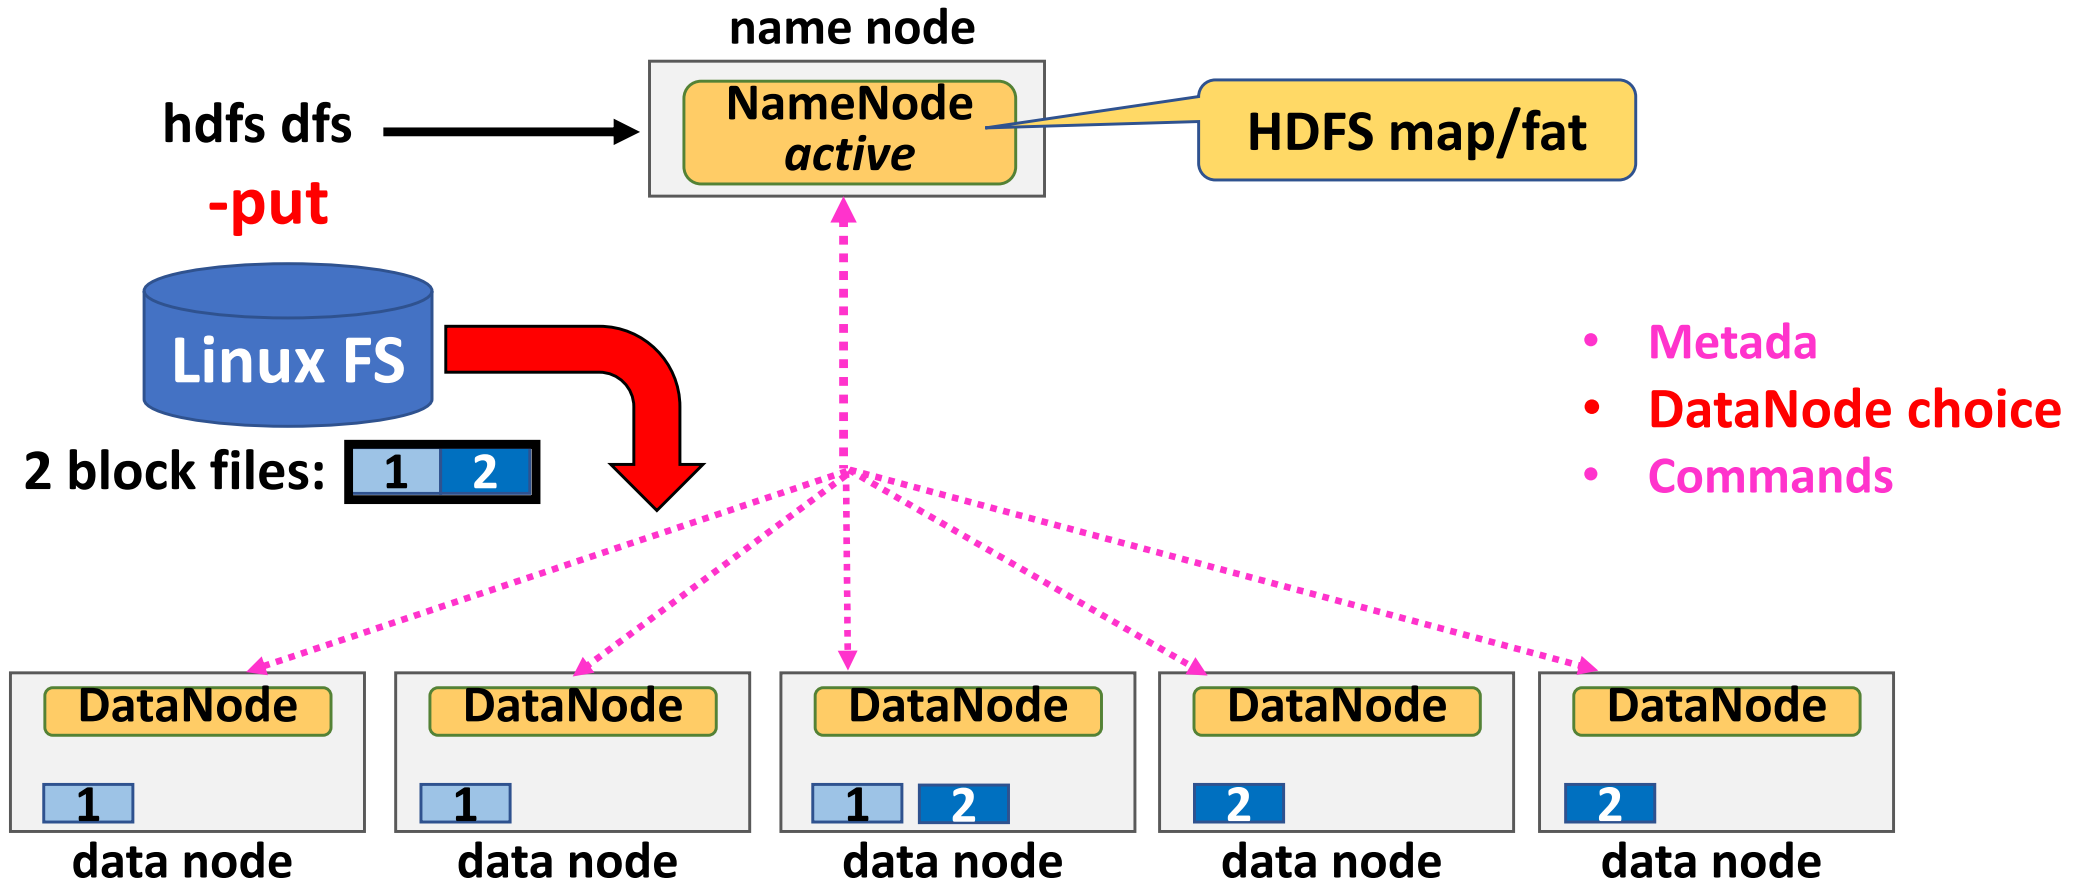 name node
NameNode
active
HDFS map/fat
hdfs dfs
-put
Linux FS
2 block files: 1 2
• Metada
• DataNode choice
• Commands
DataNode DataNode DataNode DataNode DataNode
1 1 1 2 2 2
data node data node data node data node data node